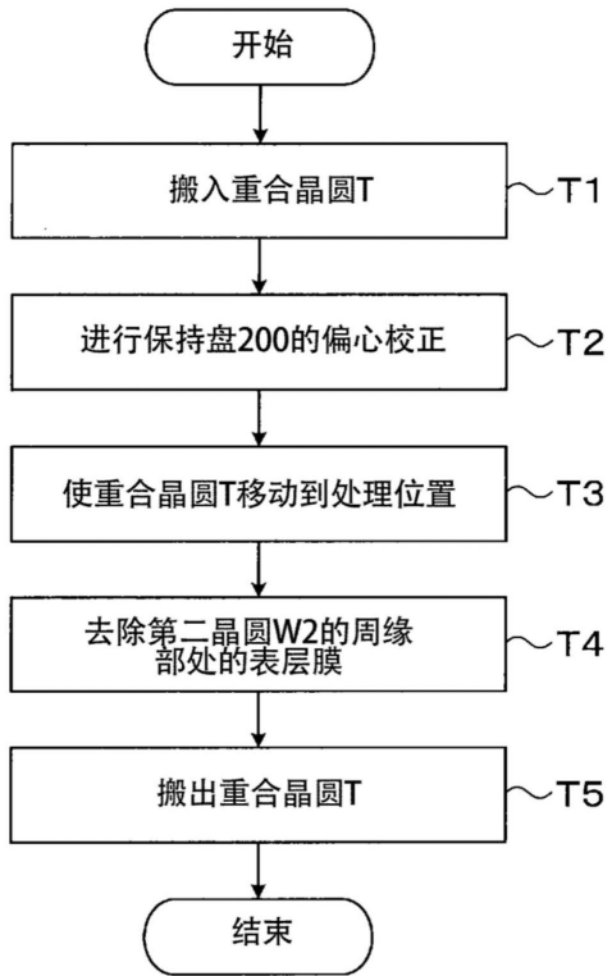 开始
搬入重合晶圆T
T1
进行保持盘200的偏心校正
T2
使重合晶圆T移动到处理位置
T3
去除第二晶圆W2的周缘
部处的表层膜
T4
搬出重合晶圆T
T5
结束